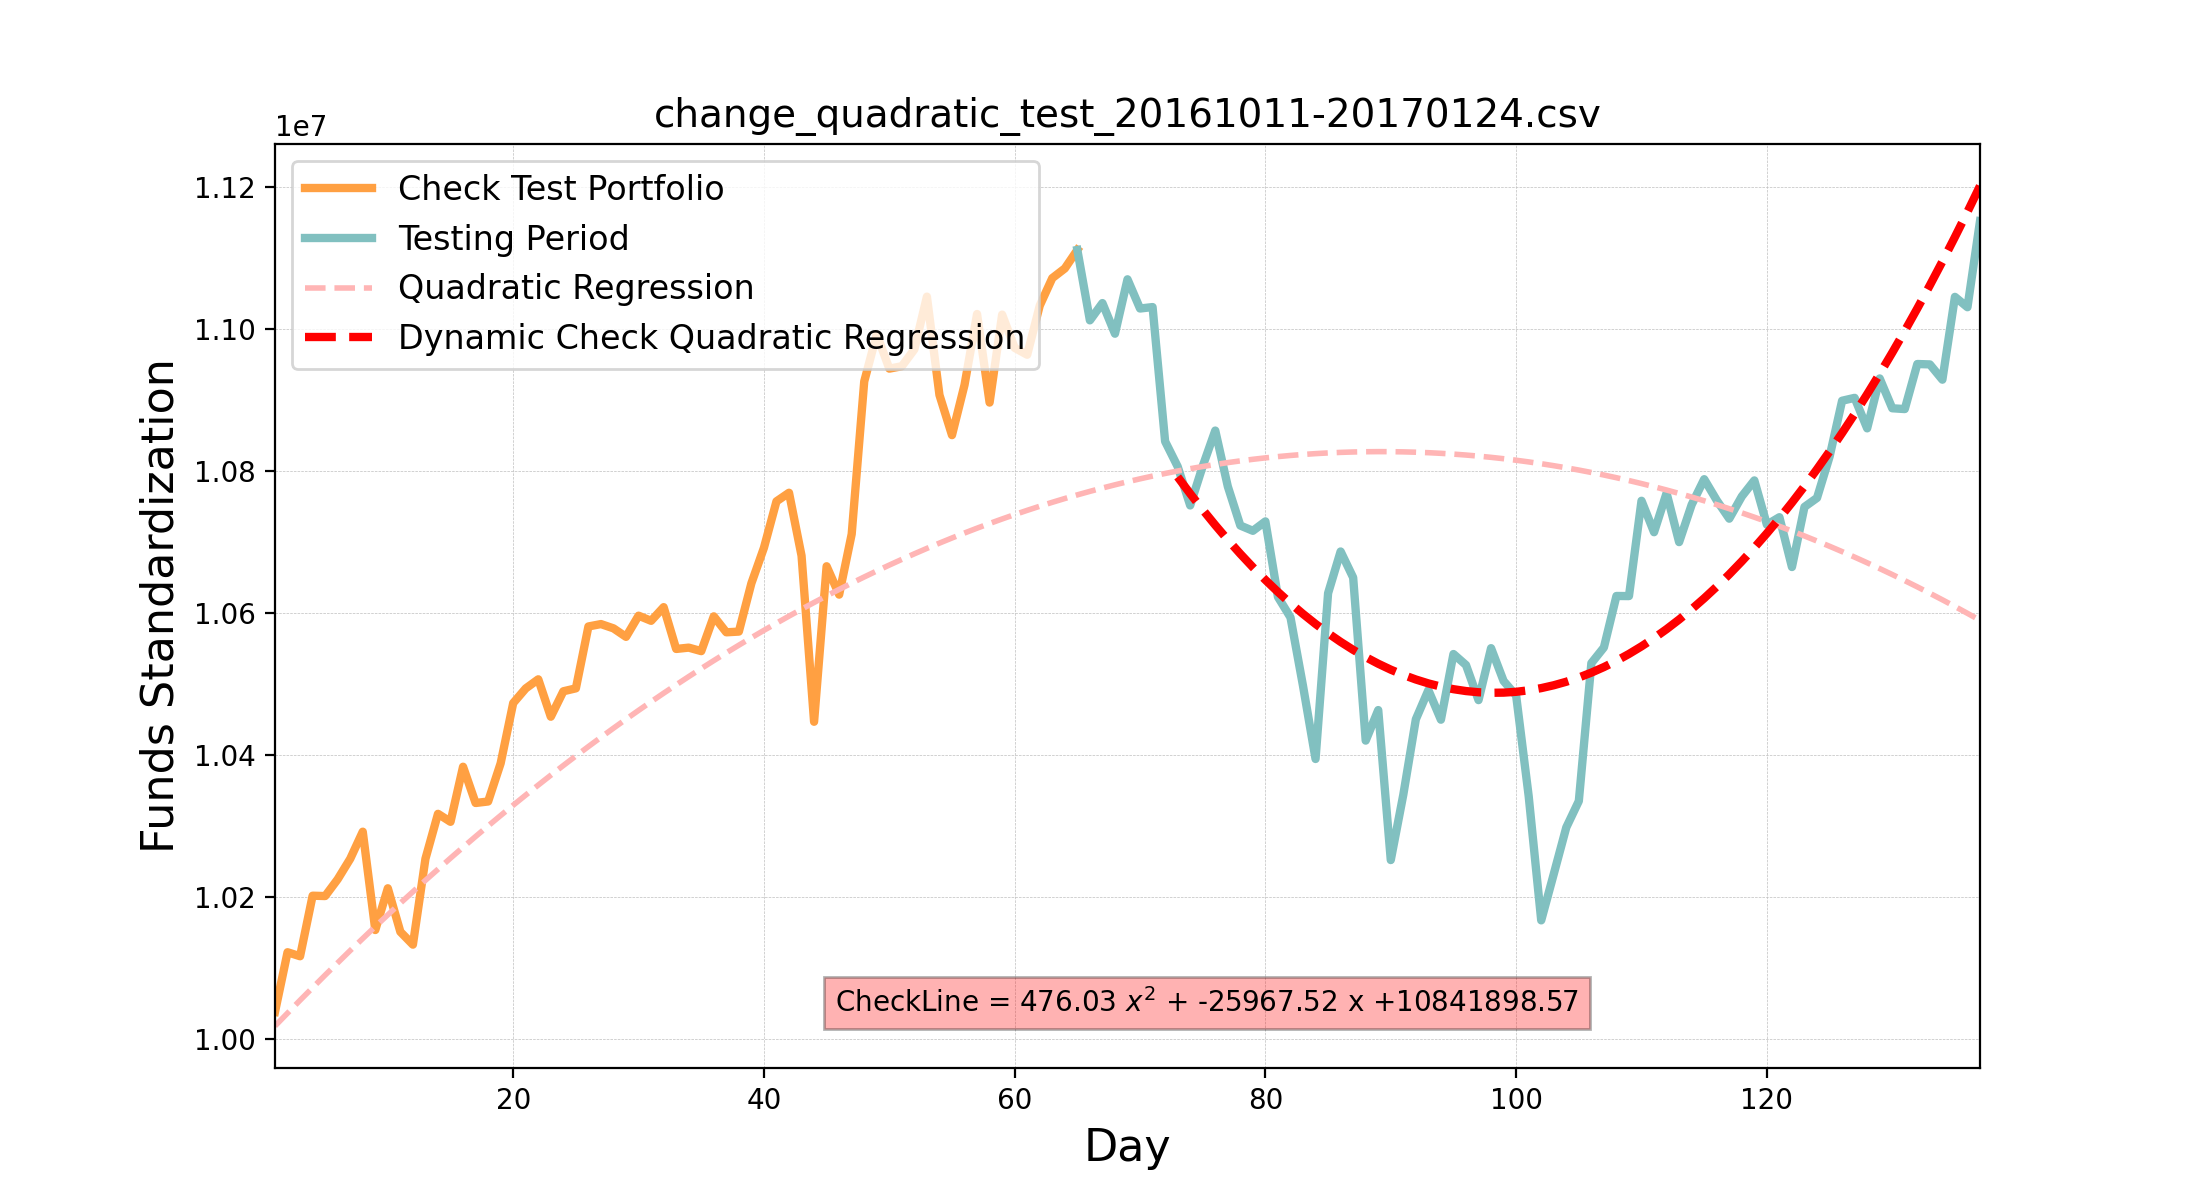 change_quadratic_test_20161011-20170124.csv
1e7
Check Test Portfolio
Testing Period
Quadratic Regression
Dynamic Check Quadratic Regression
1.12
1.10
1.08
1.06
1.04
1.02
1.00
Funds Standardization
CheckLine = 476.03 x² + -25967.52 x +10841898.57
20 40 60 80 100 120
Day